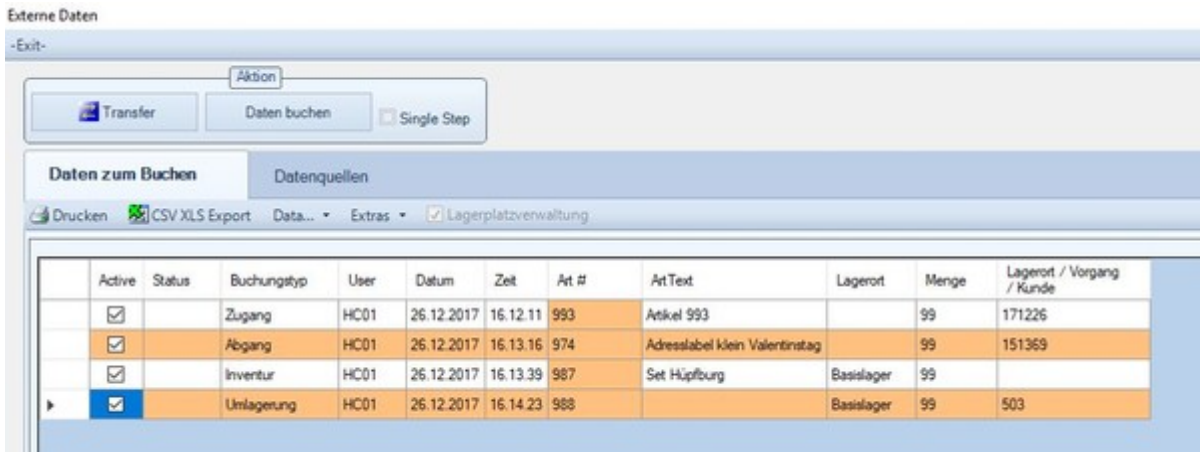 Externe Daten
-Exit-
Aktion
Transfer Daten buchen Single Step
Daten zum Buchen Datenquellen
Drucken CSV XLS Export Data... Extras Lagerplatzverwaltung
Active Status Buchungstyp User Datum Zeit Art # ArtText Lagerort Menge Lagerort / Vorgang
/ Kunde
Zugang HC01 26.12.2017 16.12.11 993 Artikel 993 99 171226
Abgang HC01 26.12.2017 16.13.16 974 Adresslabel klein Valentinstag 99 151369
Inventur HC01 26.12.2017 16.13.39 987 Set Hüpfburg Basislager 99
Umlagerung HC01 26.12.2017 16.14.23 988 Basislager 99 503